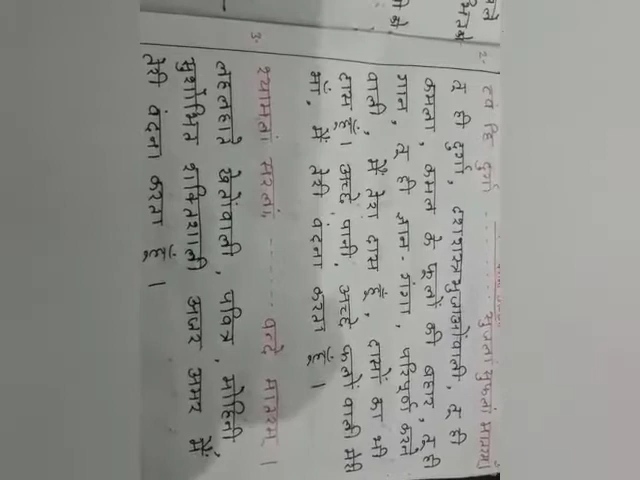 2. त्वं हि दुर्गा - - - - - - - - सुजलां सुफलां मातरम्
तू ही दुर्गा, दशशस्त्रभुजाओंवाली, तू ही
कमला, कमल के फूलों की बहार, तू ही
ज्ञान, तू ही ज्ञान-गंगा, परिपूर्ण करने
वाली, मैं तेरा दास हूँ, दासों का भी
दास हूँ। अच्छे पानी, अच्छे फलों वाली मेरी
माँ, मैं तेरी वंदना करता हूँ।
3. श्यामलां सरलां, - - - - - - वन्दे मातरम्।
लहलहाते खेतोंवाली, पवित्र, मोहिनी
सुशोभित शक्तिशाली अजर अमर मैं
तेरी वंदना करता हूँ।